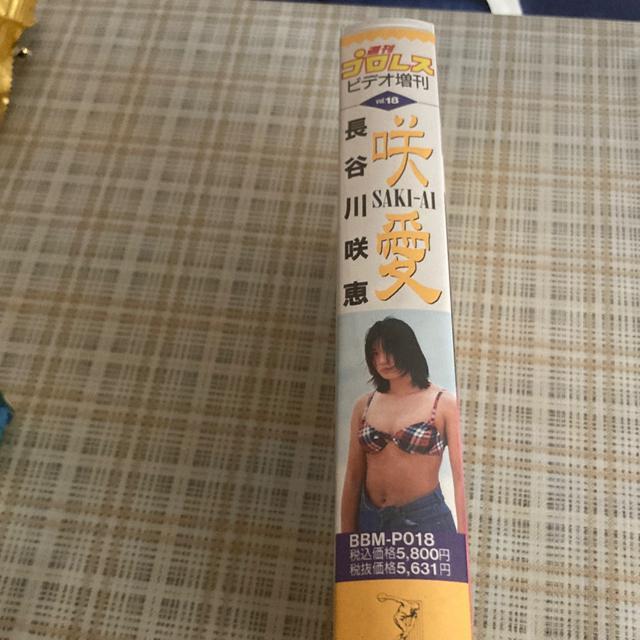 週刊
プロレス
ビデオ増刊
vol.18
長谷川咲恵
咲愛
SAKI-AI
BBM-P018
税込価格5,800円
税抜価格5,631円